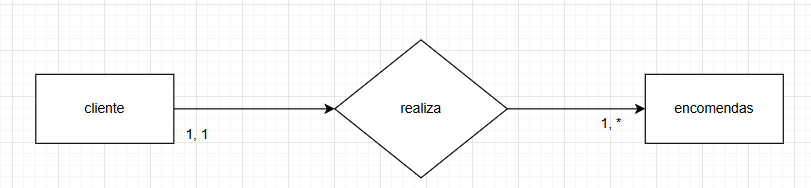 cliente
realiza
encomendas
1, 1
1, *